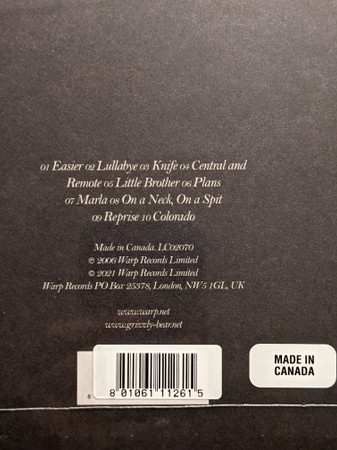 01 Easier 02 Lullabye 03 Knife 04 Central and
Remote 05 Little Brother 06 Plans
07 Marla 08 On a Neck, On a Spit
09 Reprise 10 Colorado
Made in Canada. LC02070
℗ 2006 Warp Records Limited
© 2021 Warp Records Limited
Warp Records PO Box 25378, London, NW5 1GL, UK
www.warp.net
www.grizzly-bear.net
8 01061 11261 5
MADE IN
CANADA